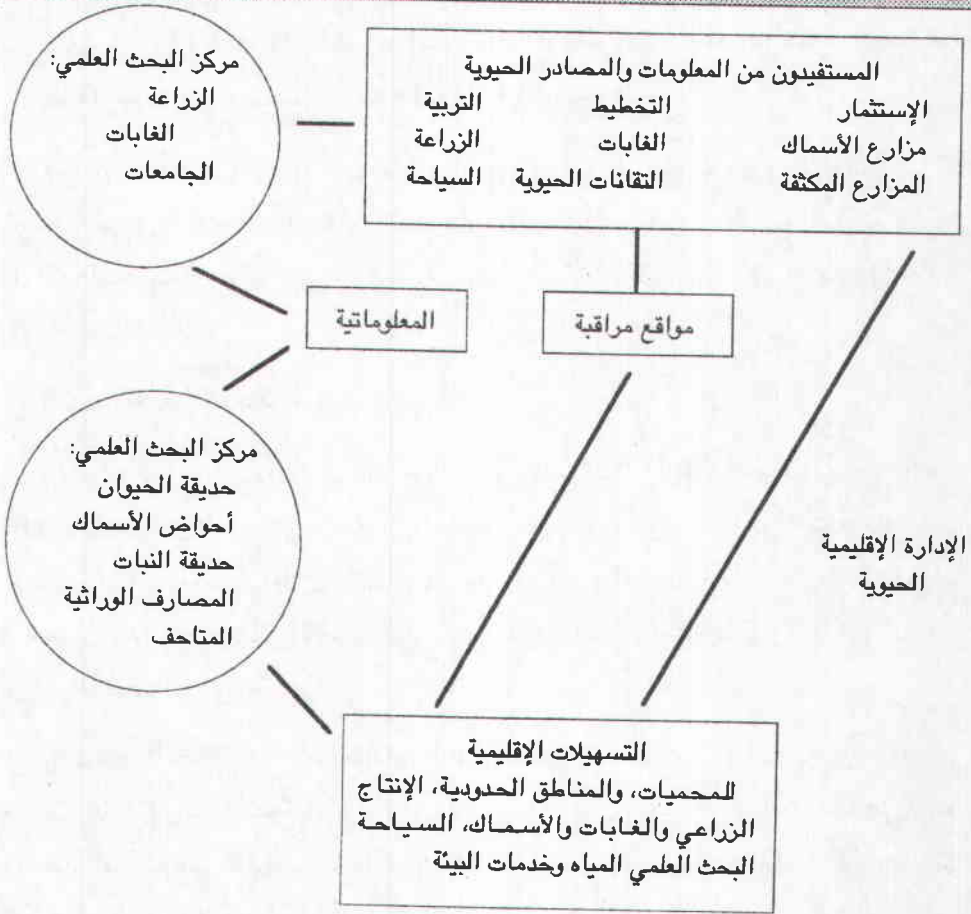 المستفيدون من المعلومات والمصادر الحيوية
الإستثمار التخطيط التربية
مزارع الأسماك الغابات الزراعة
المزارع المكثفة التقانات الحيوية السياحة
مركز البحث العلمي:
الزراعة
الغابات
الجامعات
مواقع مراقبة
المعلوماتية
مركز البحث العلمي:
حديقة الحيوان
أحواض الأسماك
حديقة النبات
المصارف الوراثية
المتاحف
الإدارة الإقليمية
الحيوية
التسهيلات الإقليمية
للمحميات، والمناطق الحدودية، الإنتاج
الزراعي والغابات والأسماك، السياحة
البحث العلمي المياه وخدمات البيئة